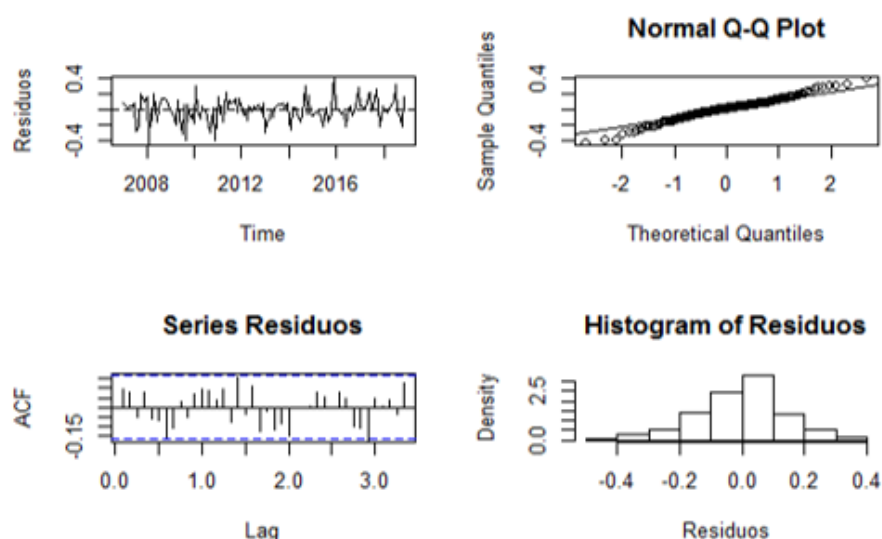 Residuos
0.4
-0.4
2008 2012 2016
Time
Normal Q-Q Plot
Sample Quantiles
0.4
-0.4
-2 -1 0 1 2
Theoretical Quantiles
Series Residuos
ACF
-0.15
0.0 1.0 2.0 3.0
Lag
Histogram of Residuos
Density
2.5
0.0
-0.4 -0.2 0.0 0.2 0.4
Residuos